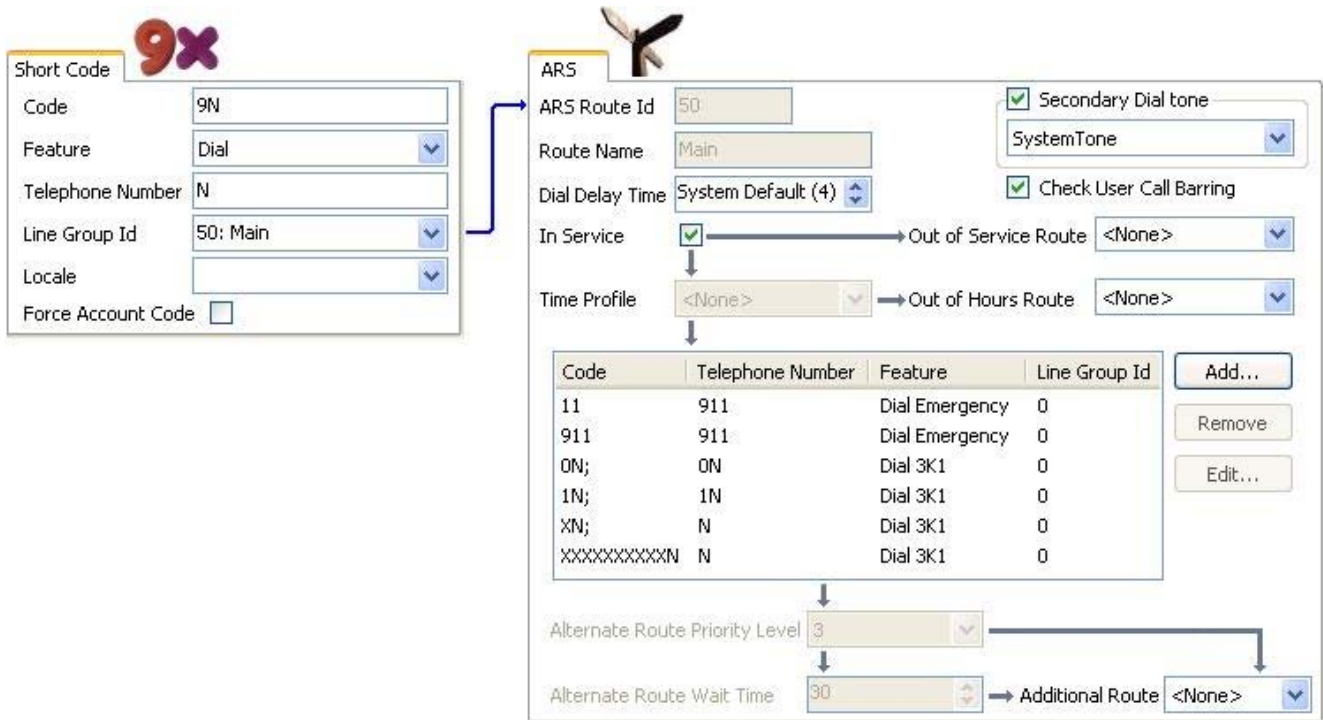 9x
Short Code
Code 9N
Feature Dial
Telephone Number N
Line Group Id 50: Main
Locale
Force Account Code
ARS
ARS Route Id 50
Secondary Dial tone
SystemTone
Route Name Main
Dial Delay Time System Default (4)
Check User Call Barring
In Service Out of Service Route <None>
Time Profile <None> Out of Hours Route <None>
Code Telephone Number Feature Line Group Id
11 911 Dial Emergency 0
911 911 Dial Emergency 0
0N; 0N Dial 3K1 0
1N; 1N Dial 3K1 0
XN; N Dial 3K1 0
XXXXXXXXXXN N Dial 3K1 0
Add...
Remove
Edit...
Alternate Route Priority Level 3
Alternate Route Wait Time 30 Additional Route <None>